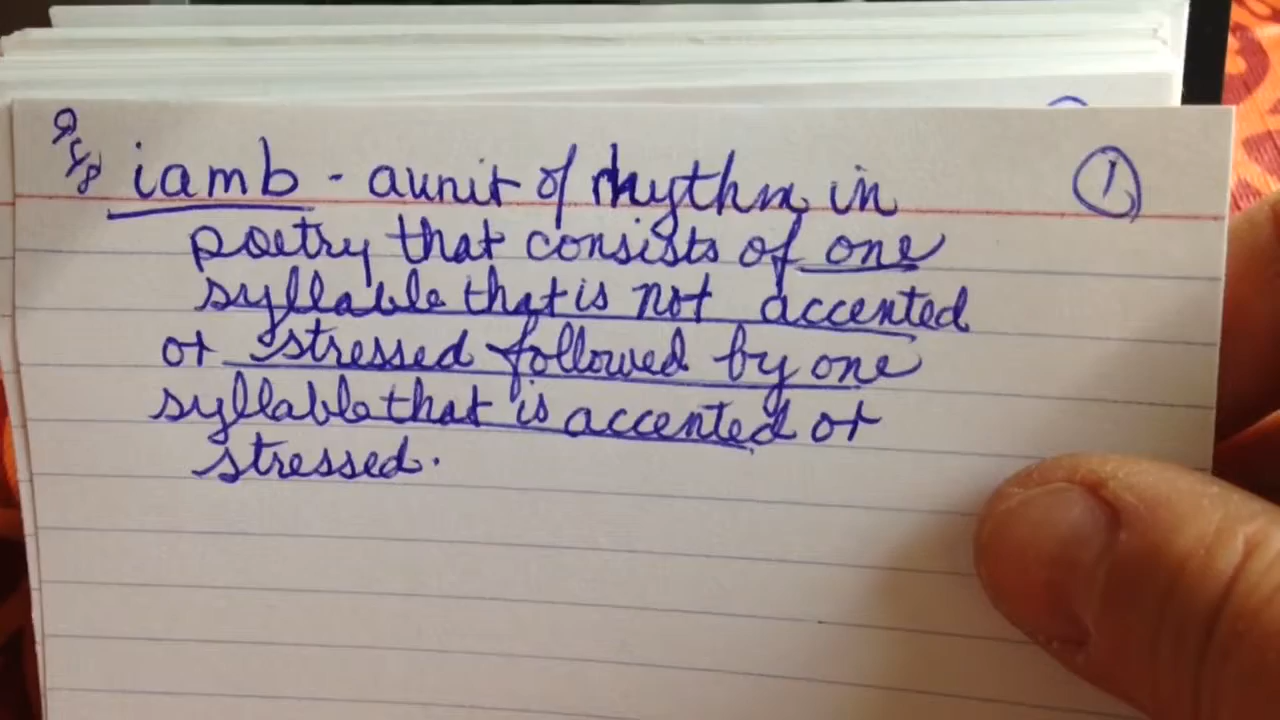 iamb - a unit of rhythm in
①
poetry that consists of one
syllable that is not accented
or stressed followed by one
syllable that is accented or
stressed.